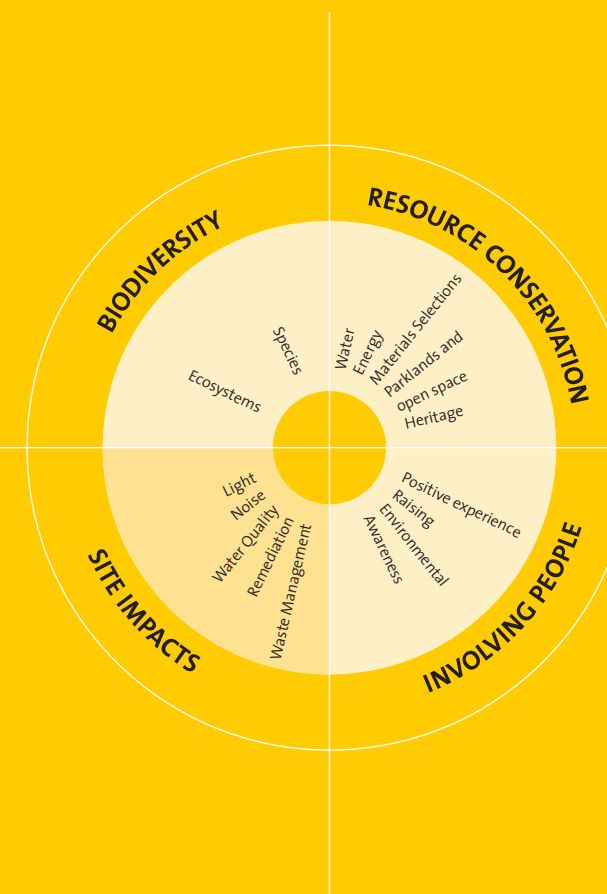 BIODIVERSITY
Species
Ecosystems
RESOURCE CONSERVATION
Water
Energy
Materials Selections
Parklands and
open space
Heritage
INVOLVING PEOPLE
Positive experience
Raising
Environmental
Awareness
SITE IMPACTS
Light
Noise
Water Quality
Remediation
Waste Management